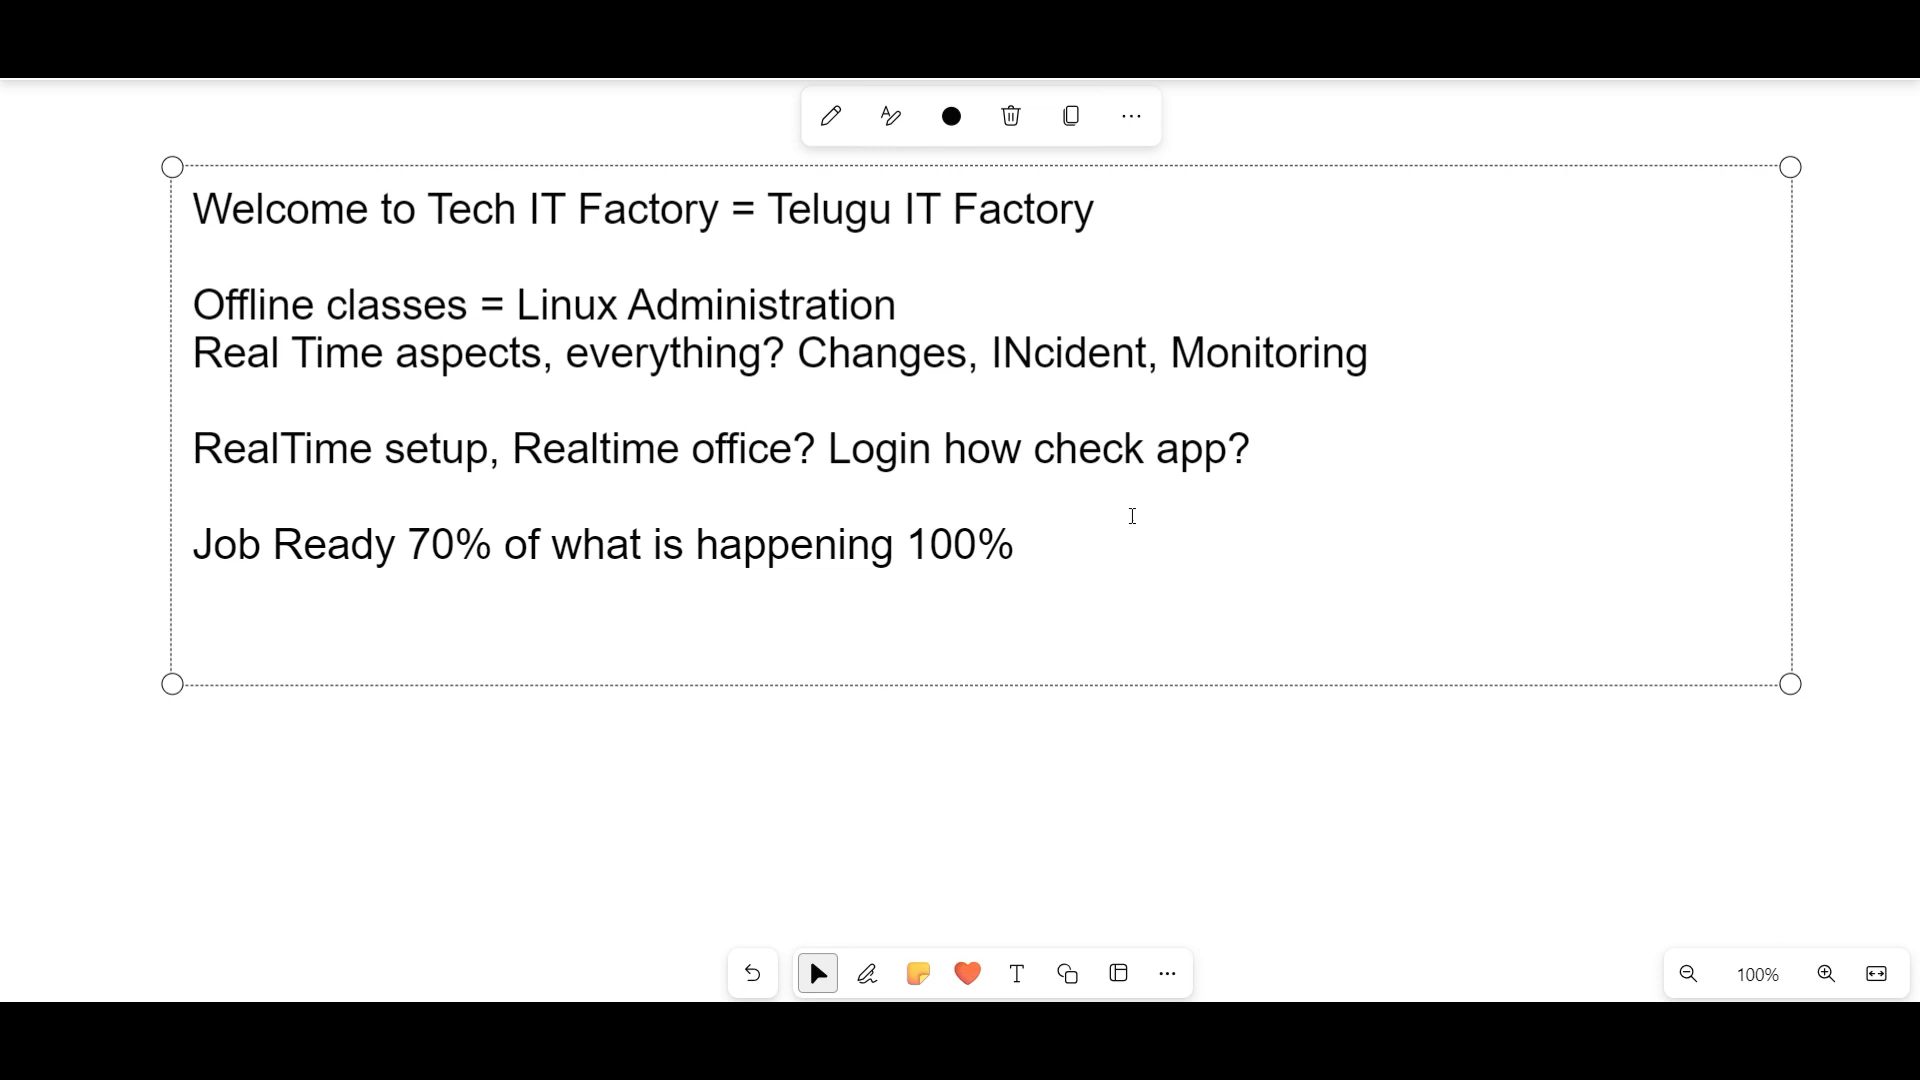 Welcome to Tech IT Factory = Telugu IT Factory
Offline classes = Linux Administration
Real Time aspects, everything? Changes, INcident, Monitoring
RealTime setup, Realtime office? Login how check app?
Job Ready 70% of what is happening 100%
100%